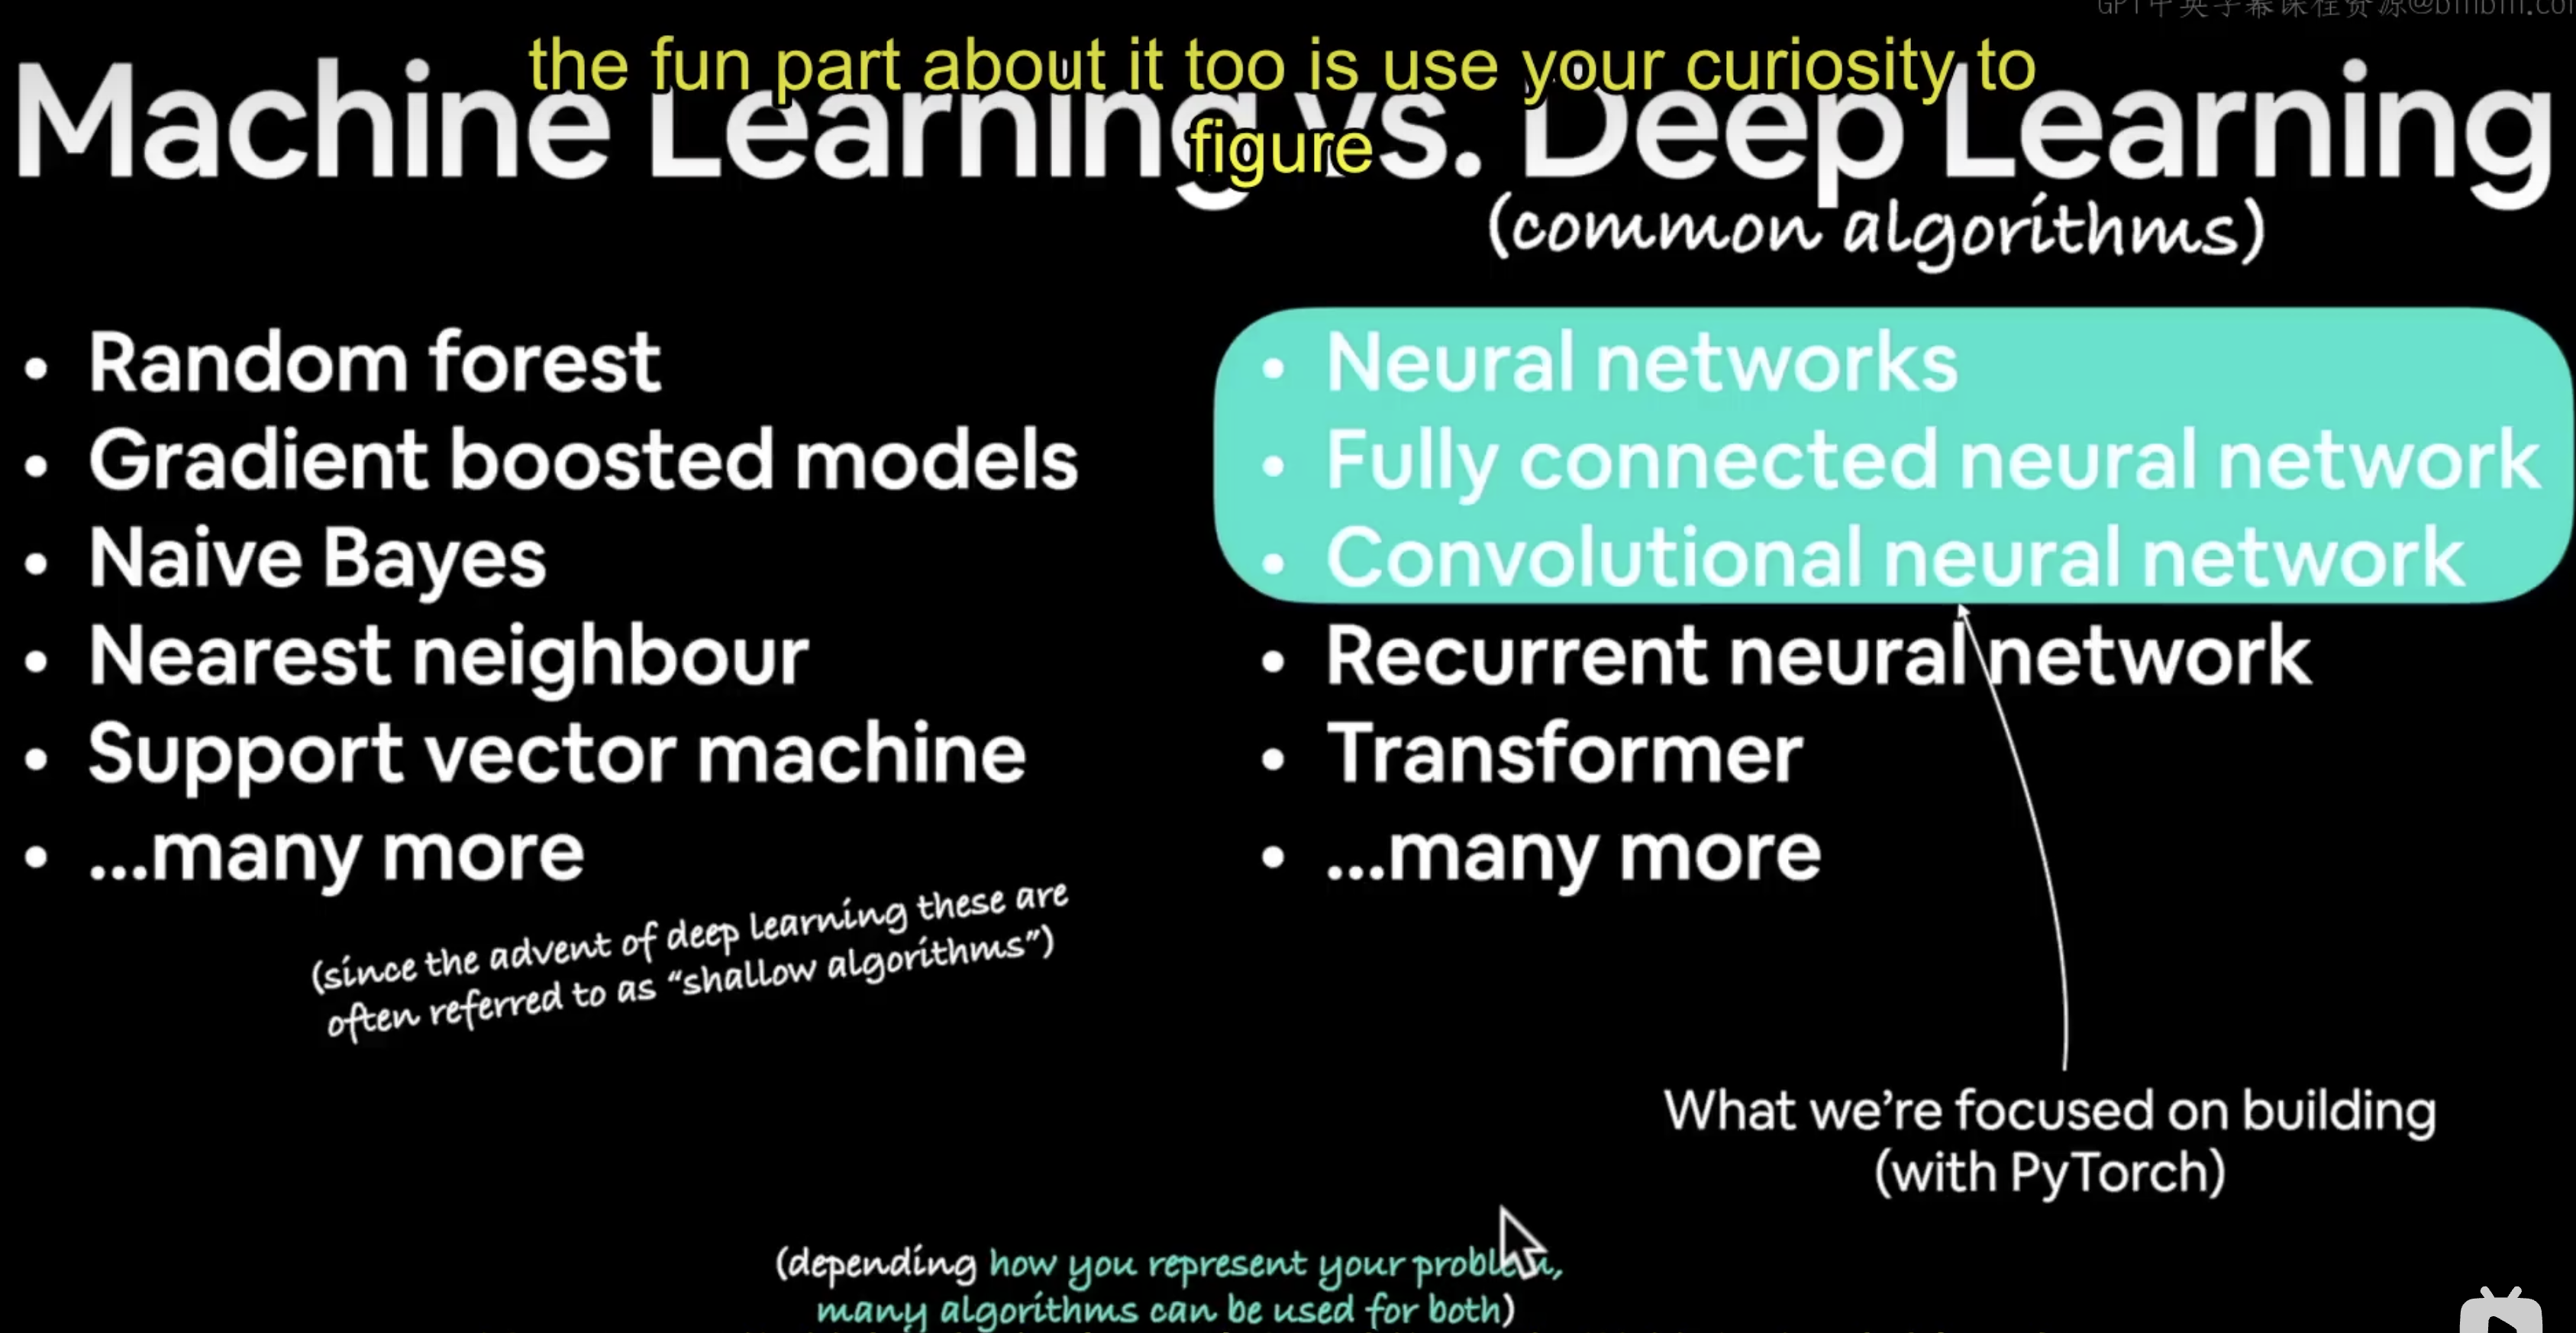 GPT中英字幕课程资源@bilibili.com
the fun part about it too is use your curiosity to
figure
Machine Learning vs. Deep Learning
(common algorithms)
• Random forest
• Gradient boosted models
• Naive Bayes
• Nearest neighbour
• Support vector machine
• ...many more
(since the advent of deep learning these are
often referred to as “shallow algorithms”)
• Neural networks
• Fully connected neural network
• Convolutional neural network
• Recurrent neural network
• Transformer
• ...many more
What we’re focused on building
(with PyTorch)
(depending how you represent your problem,
many algorithms can be used for both)